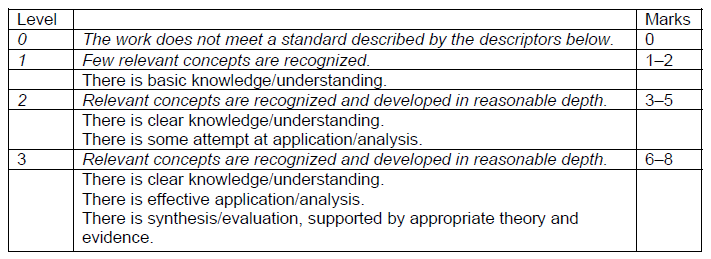 Level Marks
0 The work does not meet a standard described by the descriptors below. 0
1 Few relevant concepts are recognized. 1–2
There is basic knowledge/understanding.
2 Relevant concepts are recognized and developed in reasonable depth. 3–5
There is clear knowledge/understanding.
There is some attempt at application/analysis.
3 Relevant concepts are recognized and developed in reasonable depth. 6–8
There is clear knowledge/understanding.
There is effective application/analysis.
There is synthesis/evaluation, supported by appropriate theory and
evidence.